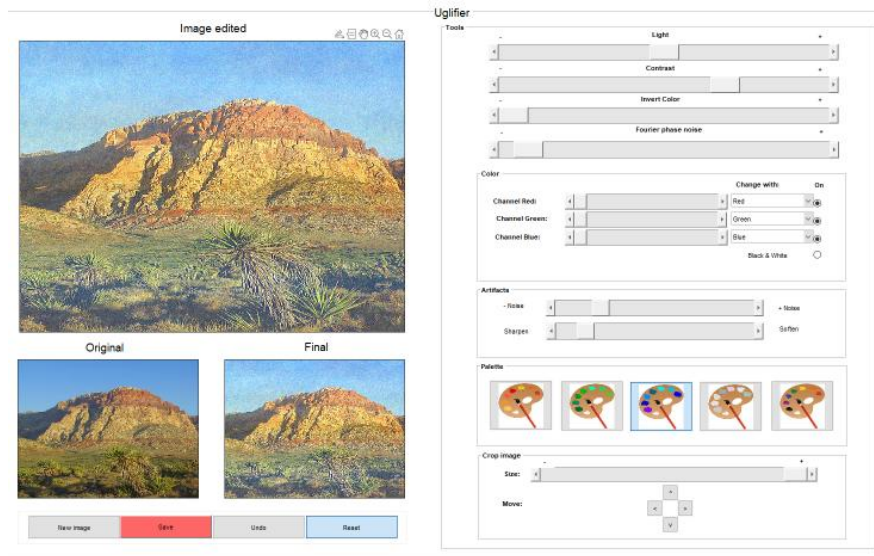 Uglifier
Image edited
Tools
Light
- +
Contrast
- +
Invert Color
- +
Fourier phase noise
- +
Color
Change with: On
Channel Red: Red
Channel Green: Green
Channel Blue: Blue
Black & White
Artifacts
- Noise + Noise
Sharpen Soften
Palette
Crop image
- +
Size:
Move:
^
< >
v
Original Final
New image Save Undo Reset